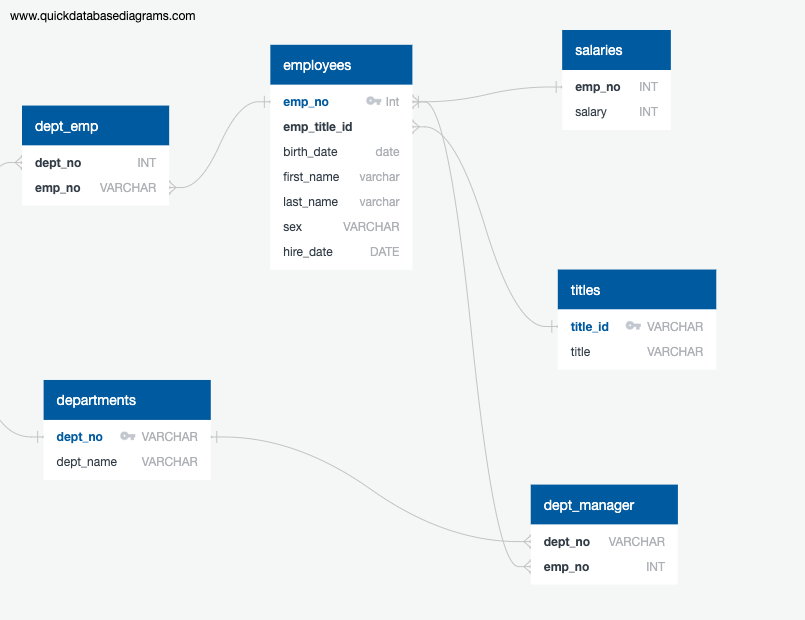 www.quickdatabasediagrams.com
employees
emp_no Int
emp_title_id
birth_date date
first_name varchar
last_name varchar
sex VARCHAR
hire_date DATE
salaries
emp_no INT
salary INT
dept_emp
dept_no INT
emp_no VARCHAR
titles
title_id VARCHAR
title VARCHAR
departments
dept_no VARCHAR
dept_name VARCHAR
dept_manager
dept_no VARCHAR
emp_no INT